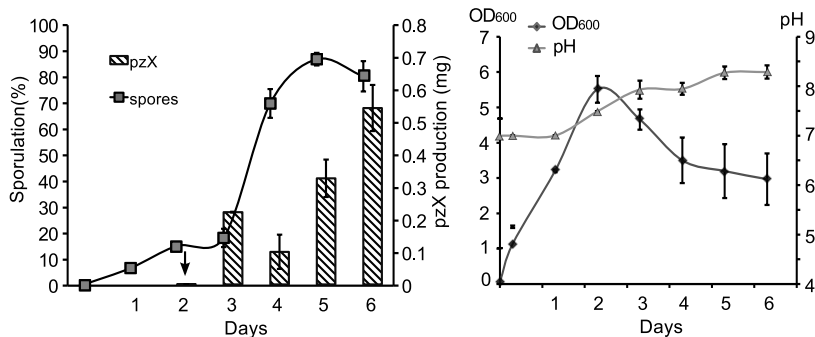 100
90
80
70
60
50
40
30
20
10
0
Sporulation(%)
pzX
spores
0.8
0.7
0.6
0.5
0.4
0.3
0.2
0.1
0
pzX production (mg)
1 2 3 4 5 6
Days
OD600
7
6
5
4
3
2
1
0
OD600
pH
pH
9
8
7
6
5
4
1 2 3 4 5 6
Days